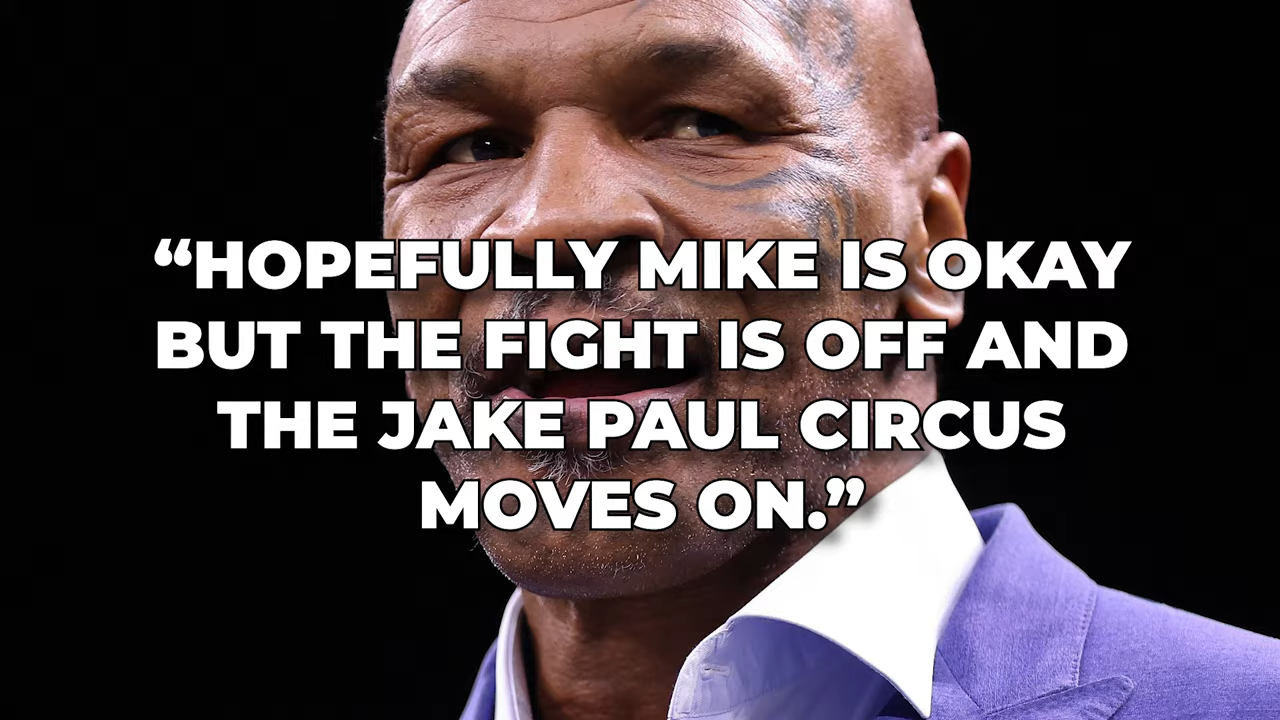 “HOPEFULLY MIKE IS OKAY
BUT THE FIGHT IS OFF AND
THE JAKE PAUL CIRCUS
MOVES ON.”